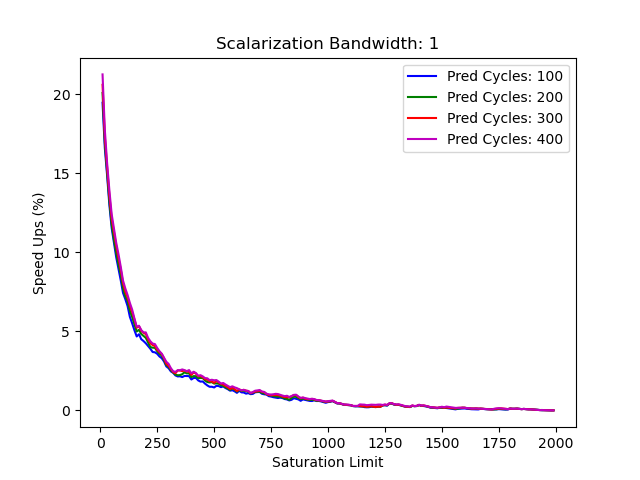 Scalarization Bandwidth: 1
Pred Cycles: 100
Pred Cycles: 200
Pred Cycles: 300
Pred Cycles: 400
Speed Ups (%)
20
15
10
5
0
0 250 500 750 1000 1250 1500 1750 2000
Saturation Limit